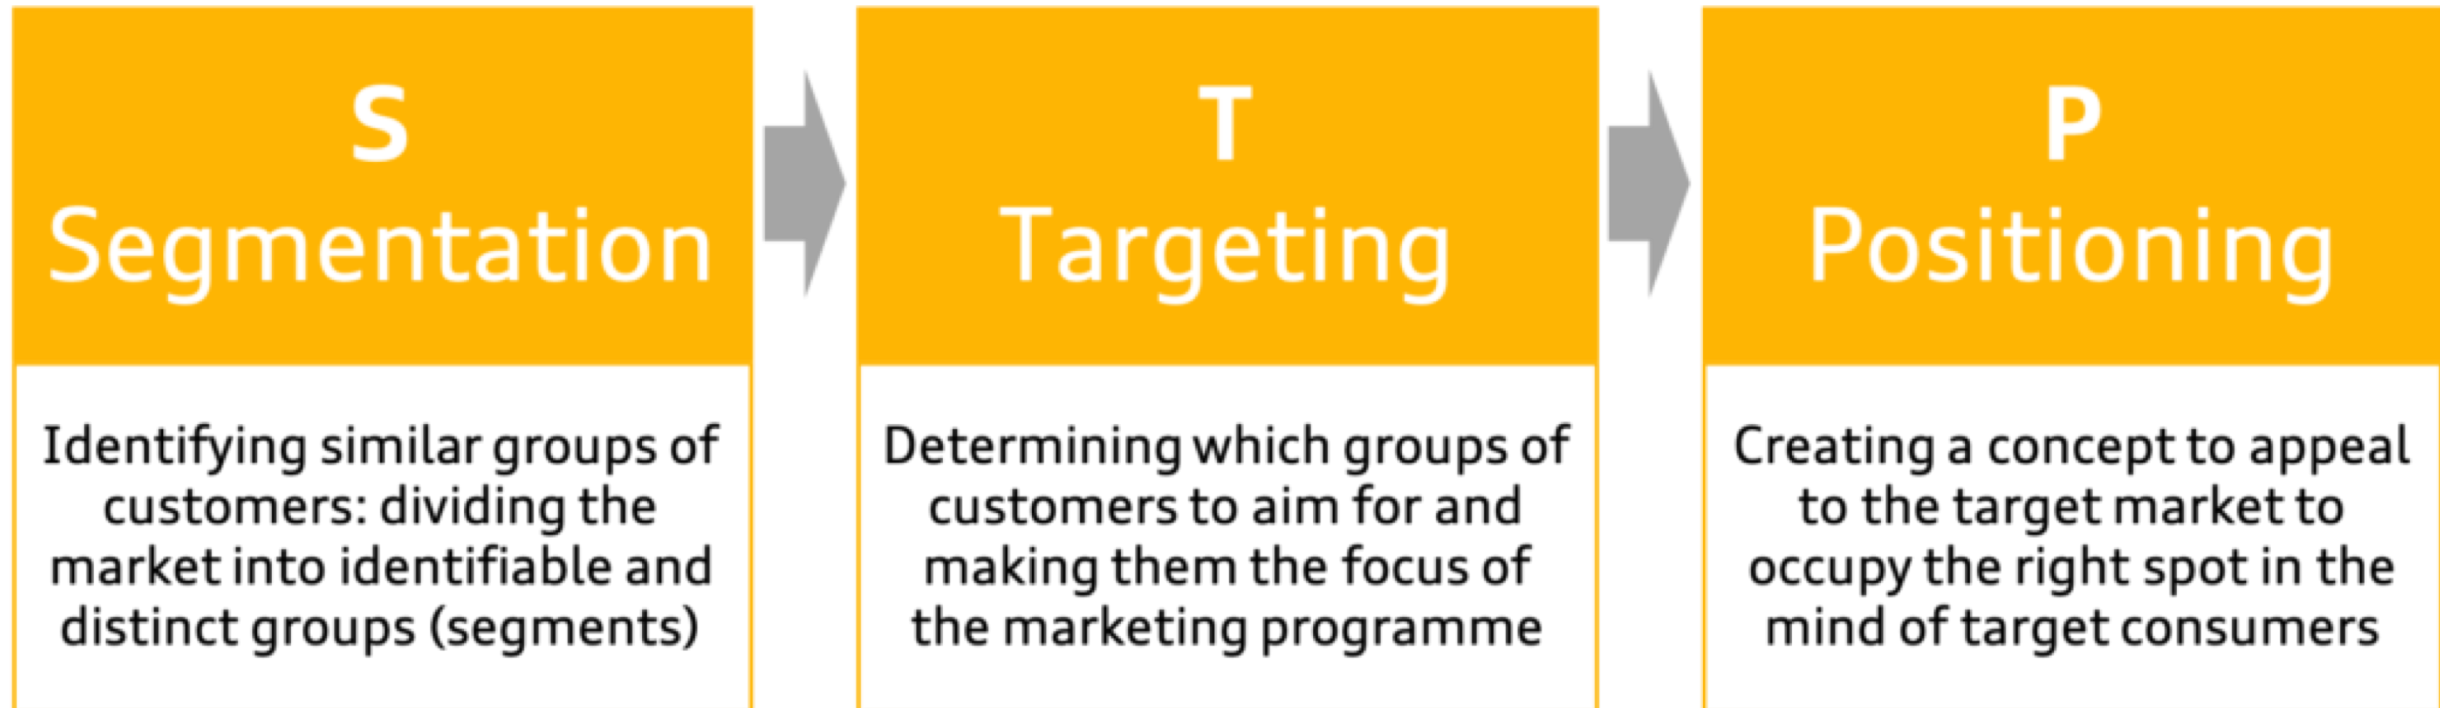 S
Segmentation
Identifying similar groups of
customers: dividing the
market into identifiable and
distinct groups (segments)
T
Targeting
Determining which groups of
customers to aim for and
making them the focus of
the marketing programme
P
Positioning
Creating a concept to appeal
to the target market to
occupy the right spot in the
mind of target consumers